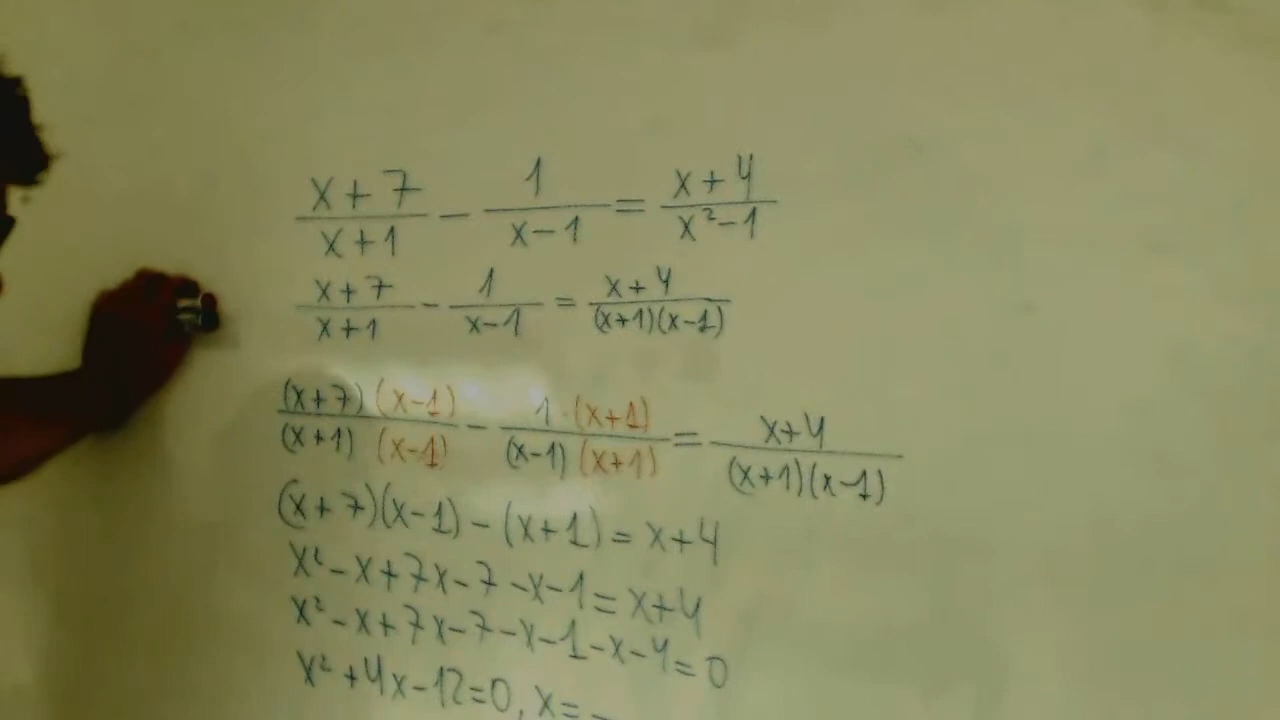 (x+7)/(x+1) - 1/(x-1) = (x+4)/(x²-1)
(x+7)/(x+1) - 1/(x-1) = (x+4)/((x+1)(x-1))
((x+7)(x-1))/((x+1)(x-1)) - (1·(x+1))/((x-1)(x+1)) = (x+4)/((x+1)(x-1))
(x+7)(x-1)-(x+1)=x+4
x²-x+7x-7-x-1=x+4
x²-x+7x-7-x-1-x-4=0
x²+4x-12=0, x=-